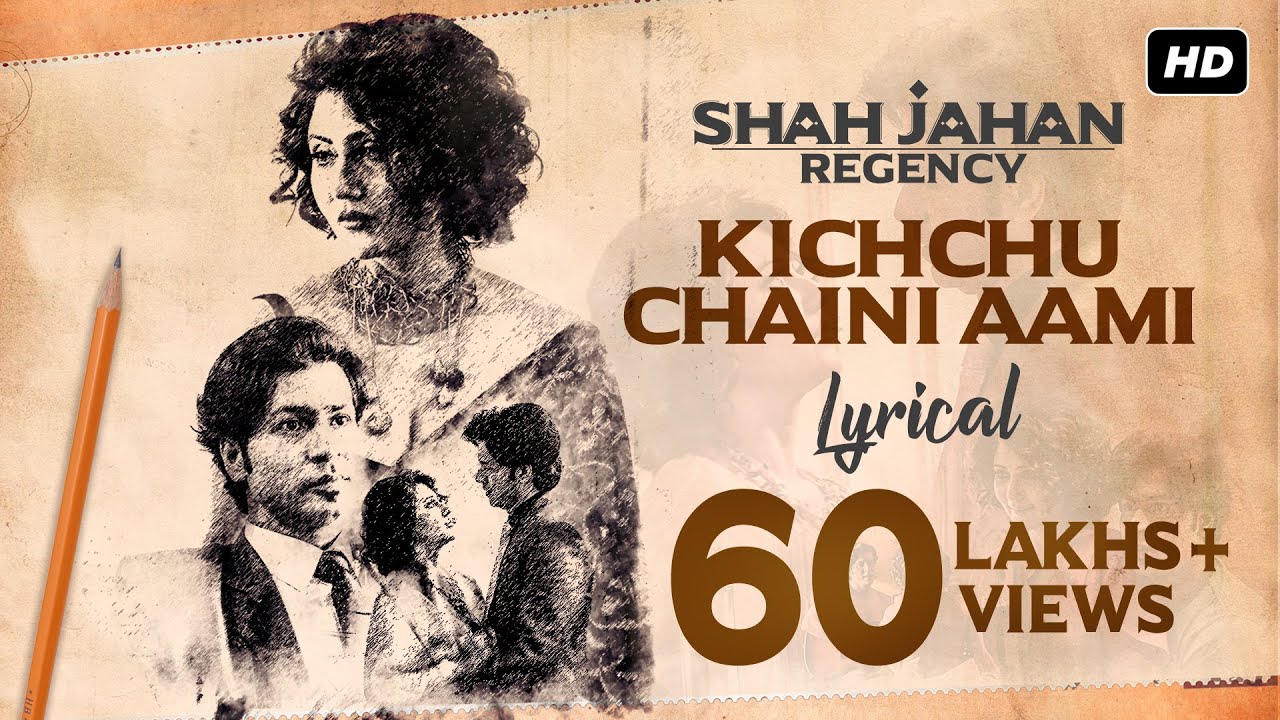 HD
SHAH JAHAN
REGENCY
KICHCHU
CHAINI AAMI
Lyrical
60 LAKHS+
VIEWS